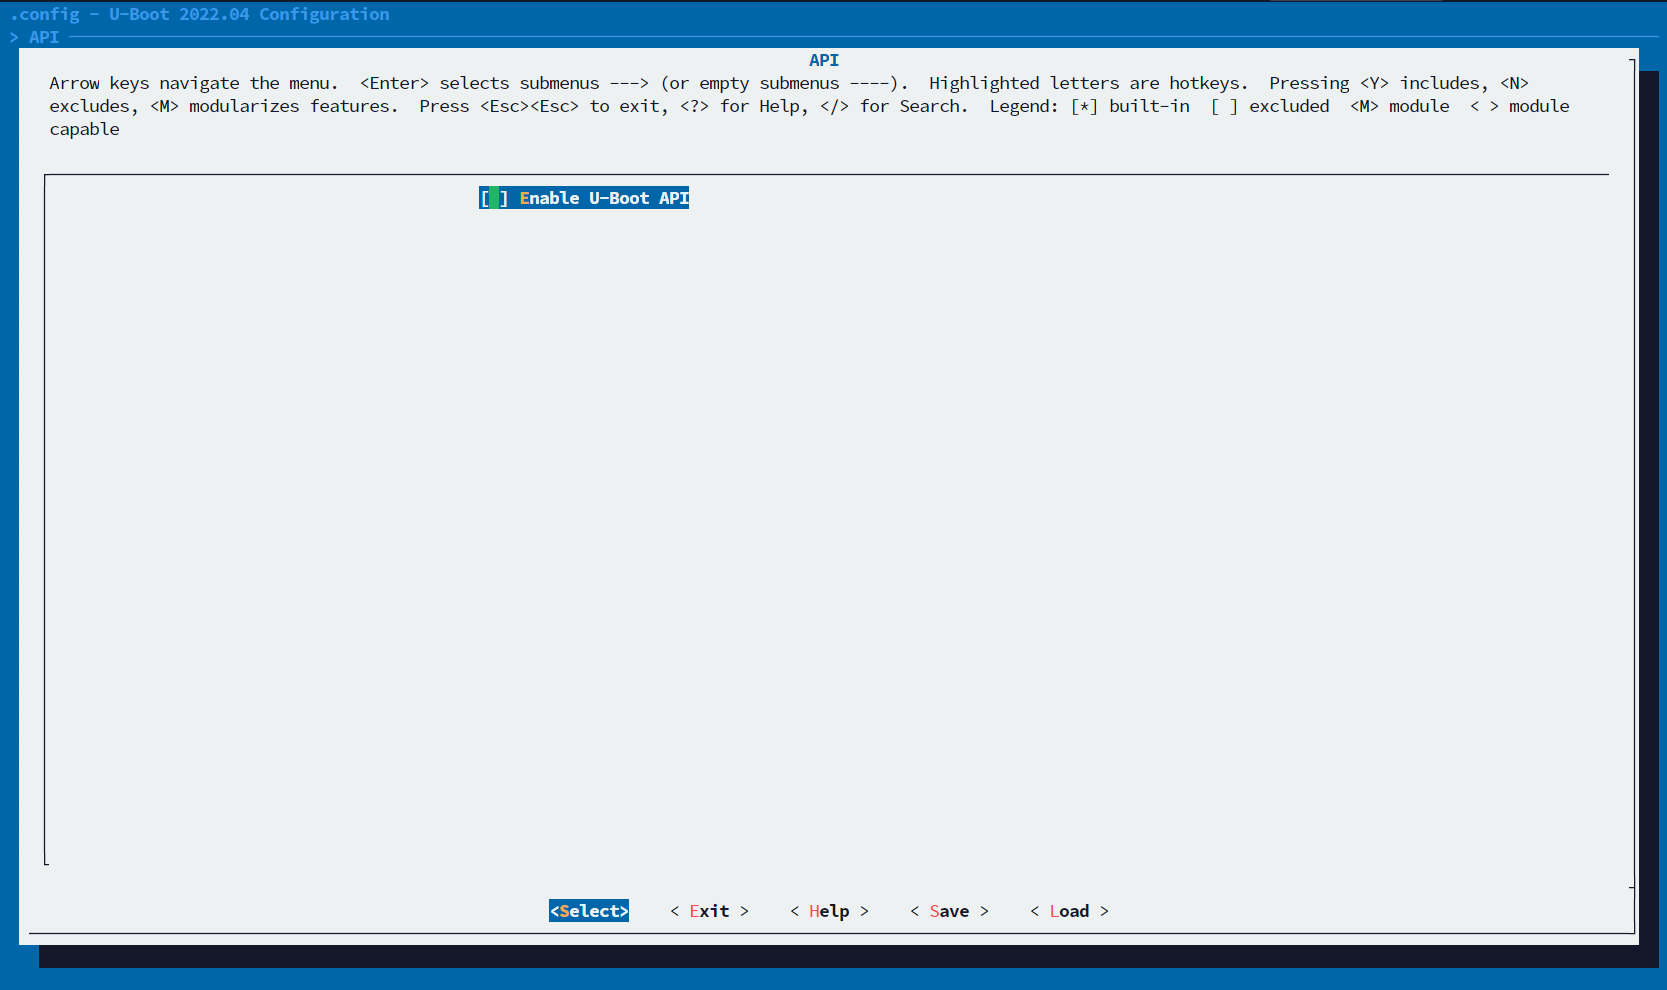 .config - U-Boot 2022.04 Configuration
> API
API
Arrow keys navigate the menu.  <Enter> selects submenus ---> (or empty submenus ----).  Highlighted letters are hotkeys.  Pressing <Y> includes, <N>
excludes, <M> modularizes features.  Press <Esc><Esc> to exit, <?> for Help, </> for Search.  Legend: [*] built-in  [ ] excluded  <M> module  < > module
capable
[ ] Enable U-Boot API
<Select>    < Exit >    < Help >    < Save >    < Load >